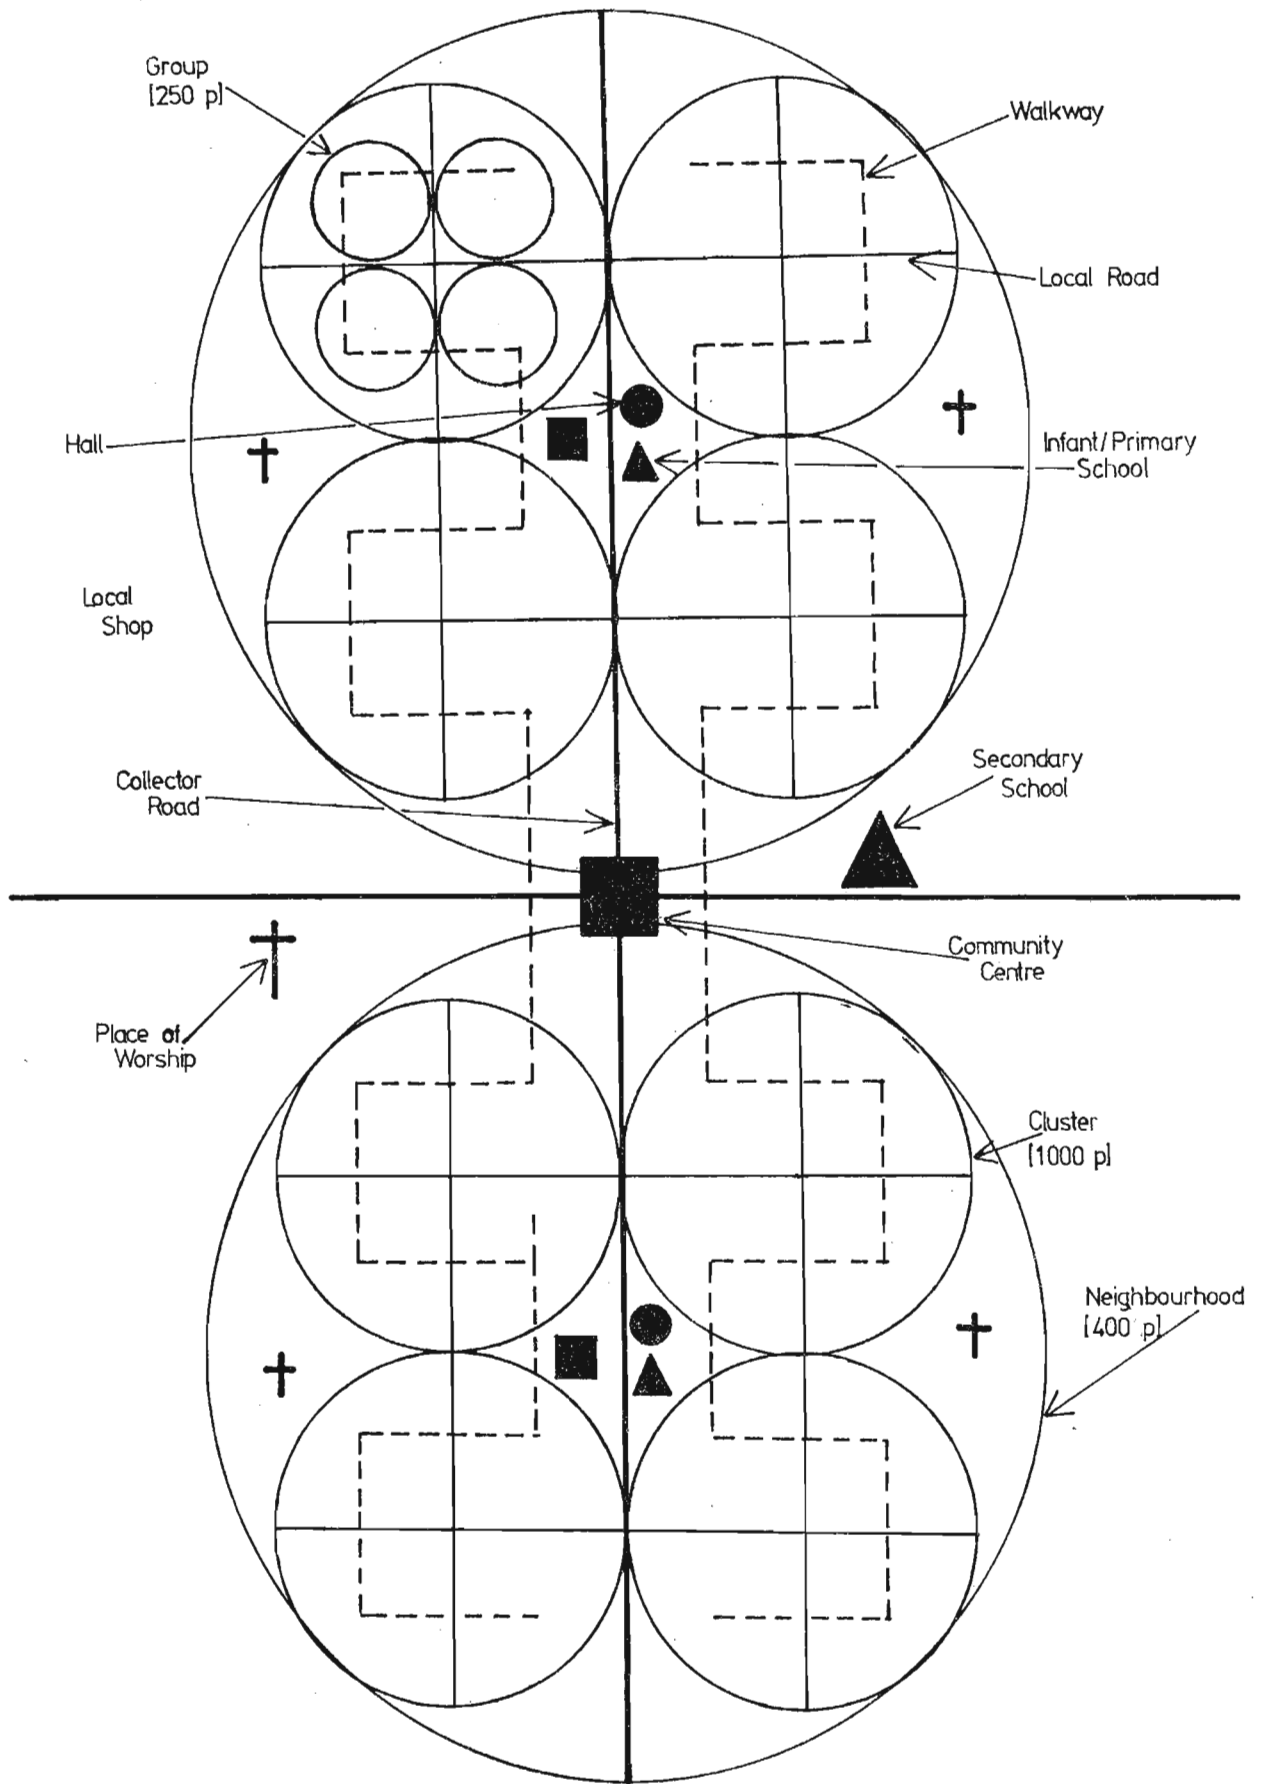 Group
[250 p]
Walkway
Local Road
Hall
Infant/Primary
School
Local
Shop
Collector
Road
Secondary
School
Community
Centre
Place of
Worship
Cluster
[1000 p]
Neighbourhood
[400 p]